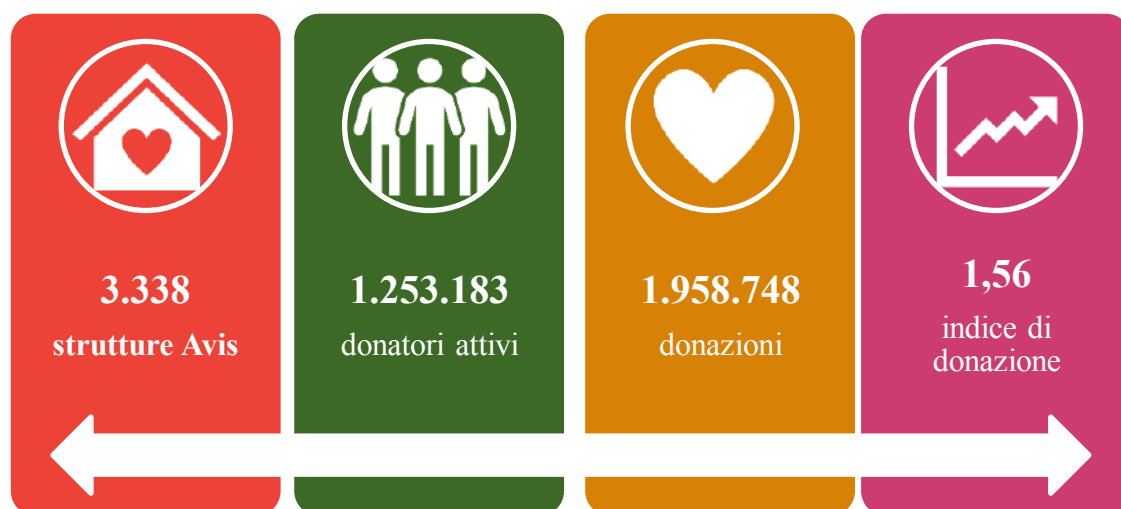 3.338
strutture Avis
1.253.183
donatori attivi
1.958.748
donazioni
1,56
indice di
donazione